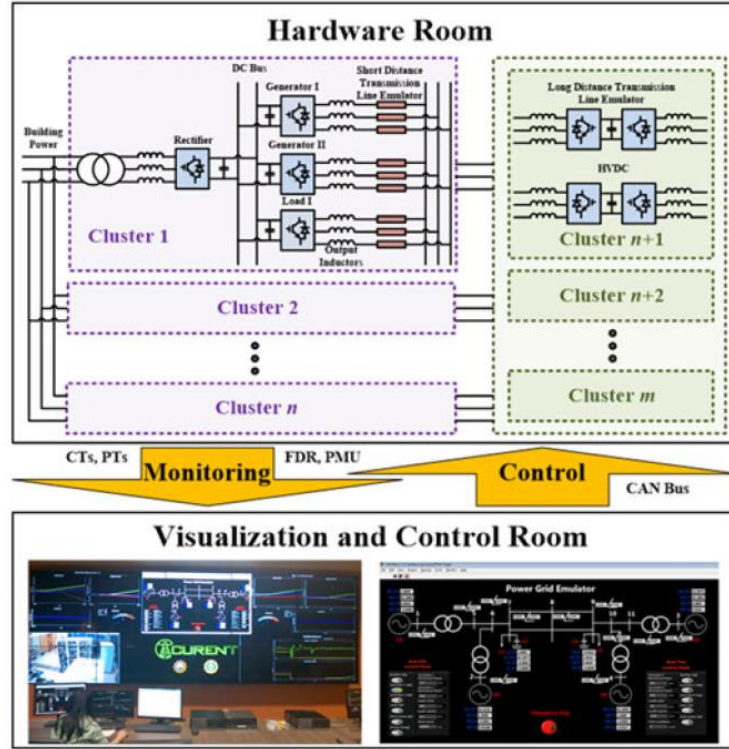 Hardware Room
DC Bus
Generator I
Short Distance
Transmission
Line Emulator
Long Distance Transmission
Line Emulator
Building
Power
Rectifier
Generator II
HVDC
Load I
Cluster 1
Output
Inductors
Cluster n+1
Cluster 2
Cluster n+2
Cluster n
Cluster m
CTs, PTs
Monitoring
FDR, PMU
Control
CAN Bus
Visualization and Control Room
CURENT
Power Grid Emulator
10
11